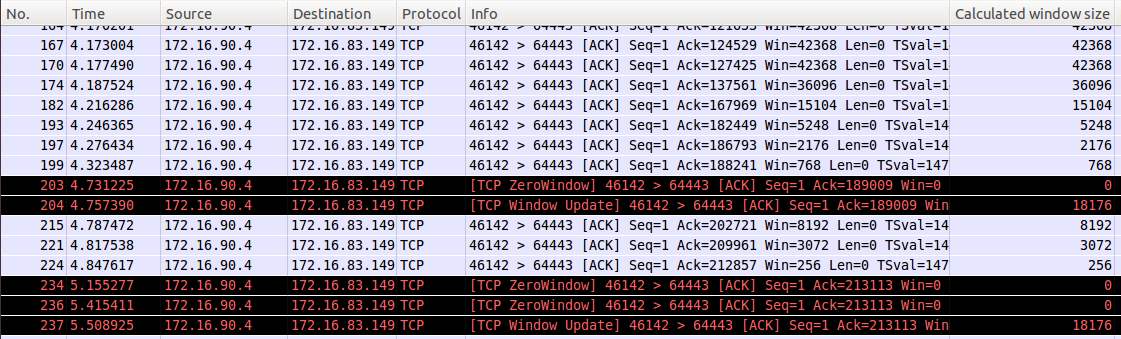 No. Time Source Destination Protocol Info Calculated window size
167 4.173004 172.16.90.4 172.16.83.149 TCP 46142 > 64443 [ACK] Seq=1 Ack=124529 Win=42368 Len=0 TSval=1 42368
170 4.177490 172.16.90.4 172.16.83.149 TCP 46142 > 64443 [ACK] Seq=1 Ack=127425 Win=42368 Len=0 TSval=1 42368
174 4.187524 172.16.90.4 172.16.83.149 TCP 46142 > 64443 [ACK] Seq=1 Ack=137561 Win=36096 Len=0 TSval=1 36096
182 4.216286 172.16.90.4 172.16.83.149 TCP 46142 > 64443 [ACK] Seq=1 Ack=167969 Win=15104 Len=0 TSval=1 15104
193 4.246365 172.16.90.4 172.16.83.149 TCP 46142 > 64443 [ACK] Seq=1 Ack=182449 Win=5248 Len=0 TSval=14 5248
197 4.276434 172.16.90.4 172.16.83.149 TCP 46142 > 64443 [ACK] Seq=1 Ack=186793 Win=2176 Len=0 TSval=14 2176
199 4.323487 172.16.90.4 172.16.83.149 TCP 46142 > 64443 [ACK] Seq=1 Ack=188241 Win=768 Len=0 TSval=147 768
203 4.731225 172.16.90.4 172.16.83.149 TCP [TCP ZeroWindow] 46142 > 64443 [ACK] Seq=1 Ack=189009 Win=0 0
204 4.757390 172.16.90.4 172.16.83.149 TCP [TCP Window Update] 46142 > 64443 [ACK] Seq=1 Ack=189009 Win 18176
215 4.787472 172.16.90.4 172.16.83.149 TCP 46142 > 64443 [ACK] Seq=1 Ack=202721 Win=8192 Len=0 TSval=14 8192
221 4.817538 172.16.90.4 172.16.83.149 TCP 46142 > 64443 [ACK] Seq=1 Ack=209961 Win=3072 Len=0 TSval=14 3072
224 4.847617 172.16.90.4 172.16.83.149 TCP 46142 > 64443 [ACK] Seq=1 Ack=212857 Win=256 Len=0 TSval=147 256
234 5.155277 172.16.90.4 172.16.83.149 TCP [TCP ZeroWindow] 46142 > 64443 [ACK] Seq=1 Ack=213113 Win=0 0
236 5.415411 172.16.90.4 172.16.83.149 TCP [TCP ZeroWindow] 46142 > 64443 [ACK] Seq=1 Ack=213113 Win=0 0
237 5.508925 172.16.90.4 172.16.83.149 TCP [TCP Window Update] 46142 > 64443 [ACK] Seq=1 Ack=213113 Win 18176